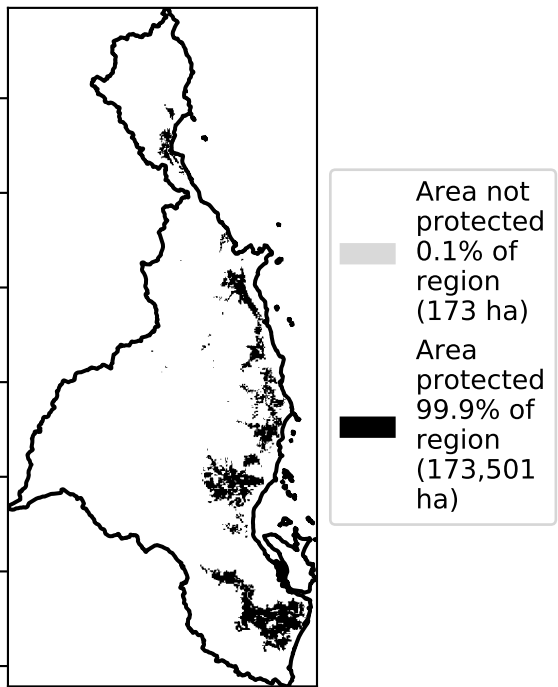 Area not
protected
0.1% of
region
(173 ha)
Area
protected
99.9% of
region
(173,501
ha)